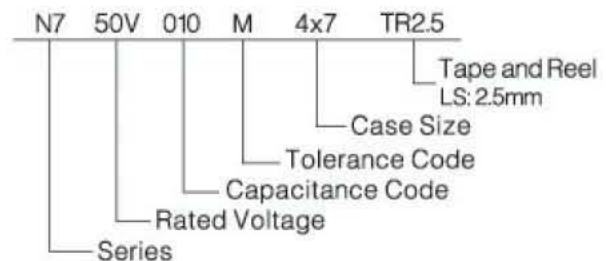 N7 50V 010 M 4x7 TR2.5
Tape and Reel
LS: 2.5mm
Case Size
Tolerance Code
Capacitance Code
Rated Voltage
Series